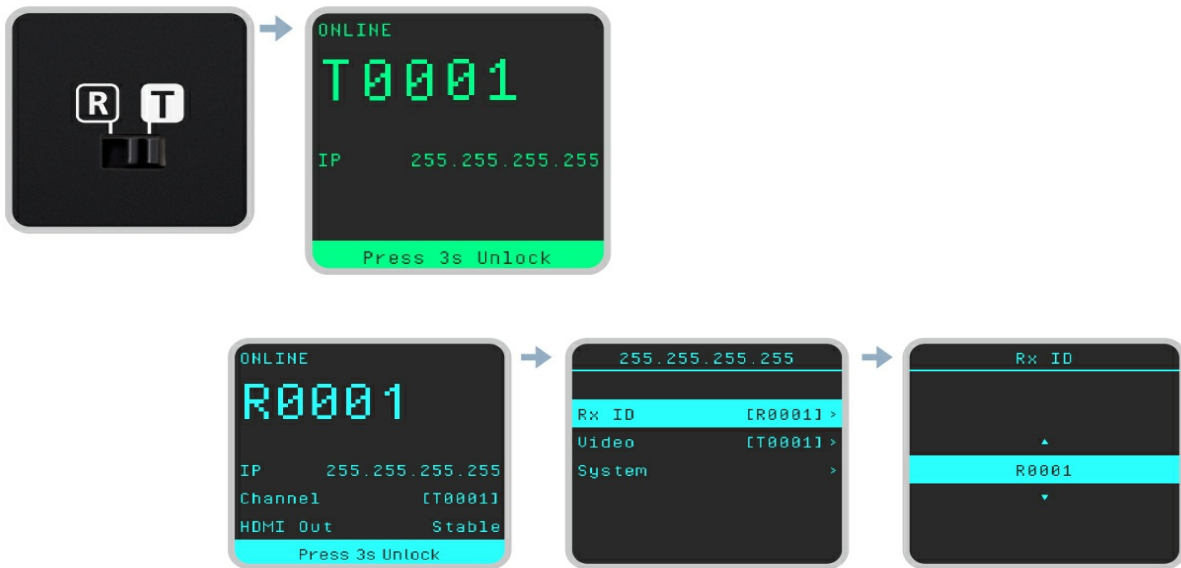 R T
ONLINE
T0001
IP 255.255.255.255
Press 3s Unlock
ONLINE
R0001
IP 255.255.255.255
Channel [T0001]
HDMI Out Stable
Press 3s Unlock
255.255.255.255
Rx ID [R0001] >
Video [T0001] >
System >
Rx ID
R0001